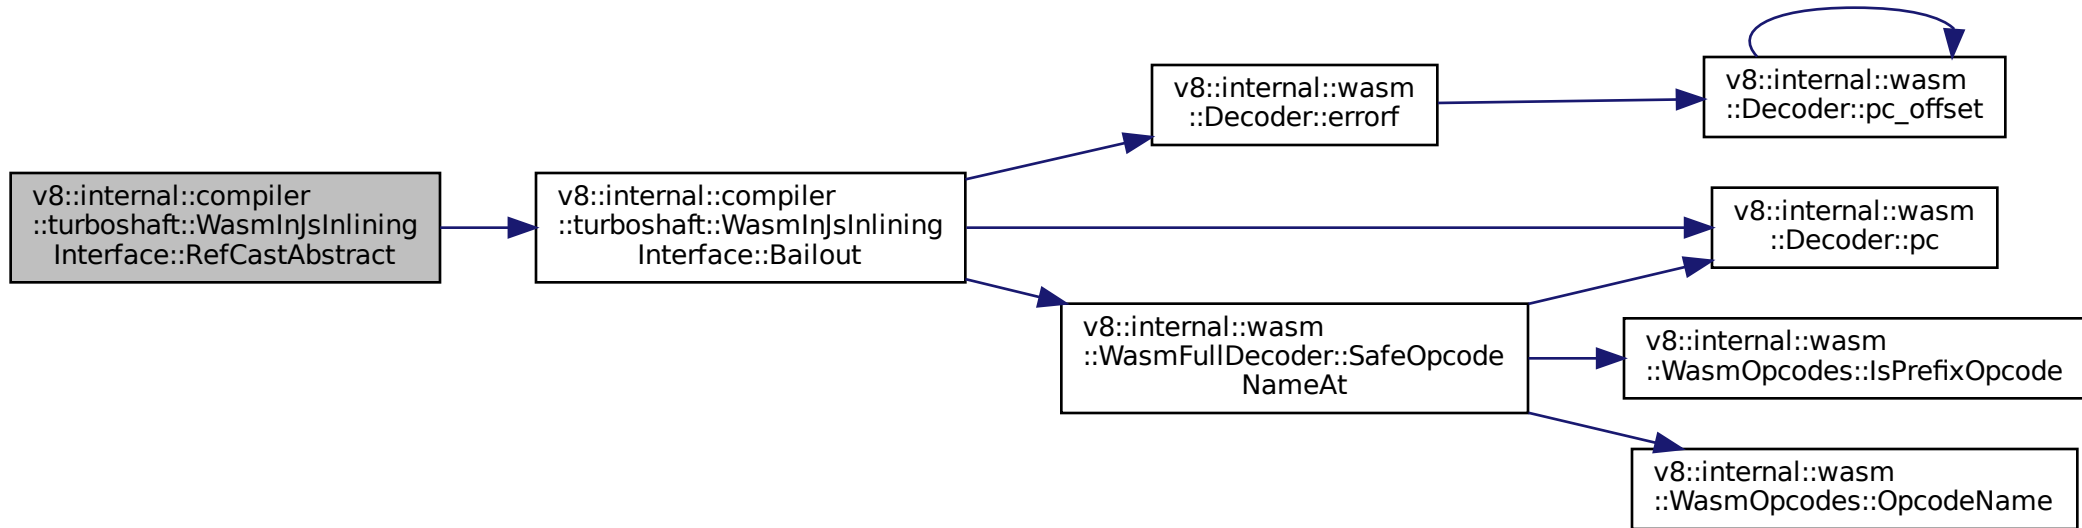 v8::internal::compiler
::turboshaft::WasmInJsInlining
Interface::RefCastAbstract
v8::internal::compiler
::turboshaft::WasmInJsInlining
Interface::Bailout
v8::internal::wasm
::Decoder::errorf
v8::internal::wasm
::Decoder::pc_offset
v8::internal::wasm
::Decoder::pc
v8::internal::wasm
::WasmFullDecoder::SafeOpcode
NameAt
v8::internal::wasm
::WasmOpcodes::IsPrefixOpcode
v8::internal::wasm
::WasmOpcodes::OpcodeName